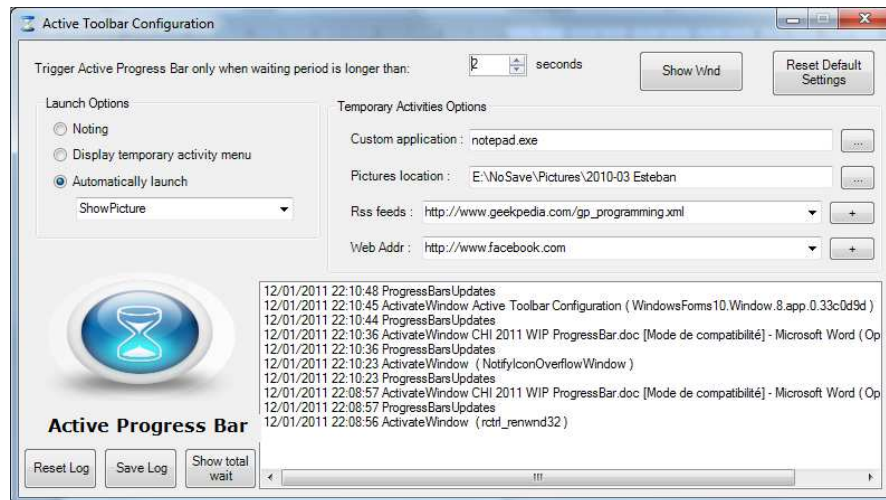 Active Toolbar Configuration
Trigger Active Progress Bar only when waiting period is longer than: 2 seconds
Show Wnd
Reset Default Settings
Launch Options
Noting
Display temporary activity menu
Automatically launch
ShowPicture
Temporary Activities Options
Custom application : notepad.exe ...
Pictures location : E:\NoSave\Pictures\2010-03 Esteban ...
Rss feeds : http://www.geekpedia.com/gp_programming.xml +
Web Addr : http://www.facebook.com +
12/01/2011 22:10:48 ProgressBarsUpdates
12/01/2011 22:10:45 ActivateWindow Active Toolbar Configuration ( WindowsForms10.Window.8.app.0.33c0d9d )
12/01/2011 22:10:44 ProgressBarsUpdates
12/01/2011 22:10:36 ActivateWindow CHI 2011 WIP ProgressBar.doc [Mode de compatibilité] - Microsoft Word ( Op
12/01/2011 22:10:36 ProgressBarsUpdates
12/01/2011 22:10:23 ActivateWindow ( NotifyIconOverflowWindow )
12/01/2011 22:10:23 ProgressBarsUpdates
12/01/2011 22:08:57 ActivateWindow CHI 2011 WIP ProgressBar.doc [Mode de compatibilité] - Microsoft Word ( Op
12/01/2011 22:08:57 ProgressBarsUpdates
12/01/2011 22:08:56 ActivateWindow ( rctrl_renwnd32 )
Active Progress Bar
Reset Log
Save Log
Show total wait